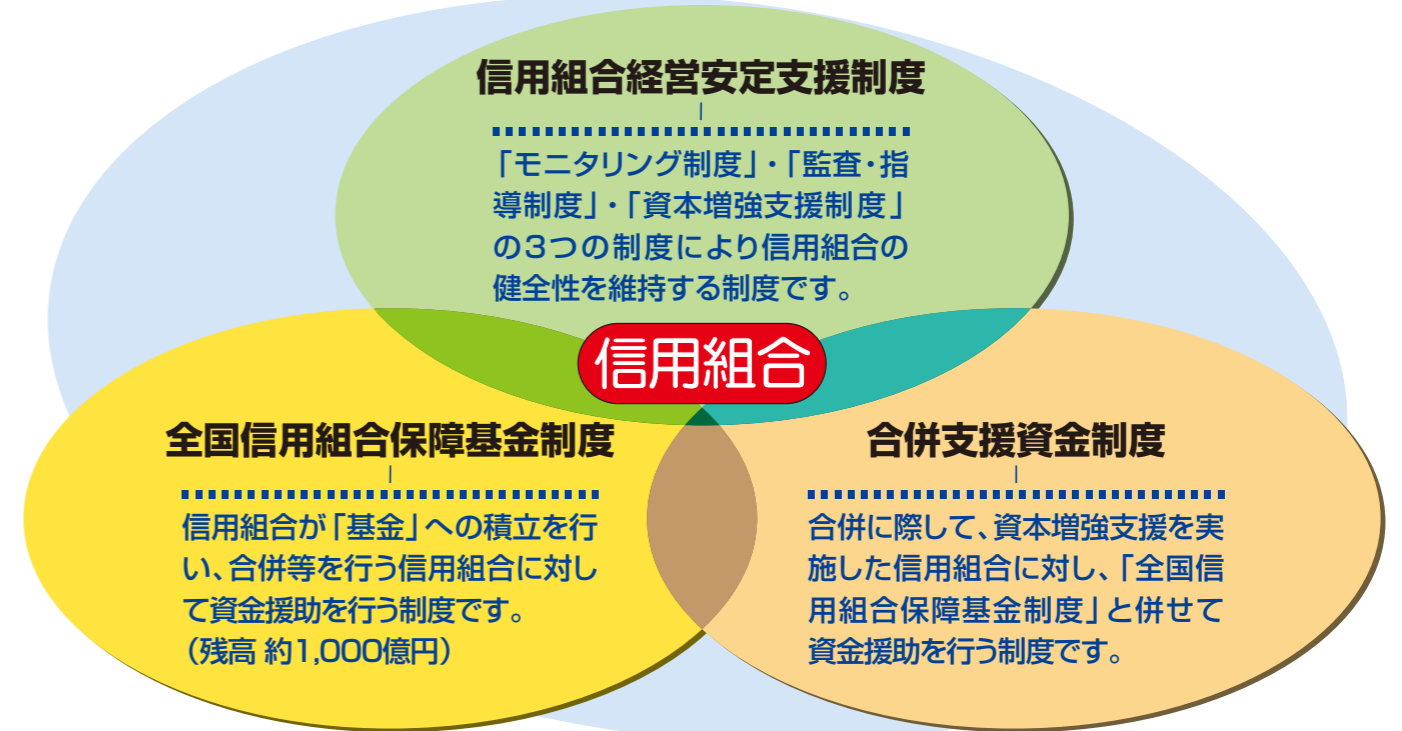 信用組合経営安定支援制度
「モニタリング制度」・「監査・指
導制度」・「資本増強支援制度」
の3つの制度により信用組合の
健全性を維持する制度です。
信用組合
全国信用組合保障基金制度
信用組合が「基金」への積立を行
い、合併等を行う信用組合に対し
て資金援助を行う制度です。
（残高 約1,000億円）
合併支援資金制度
合併に際して、資本増強支援を実
施した信用組合に対し、「全国信
用組合保障基金制度」と併せて
資金援助を行う制度です。